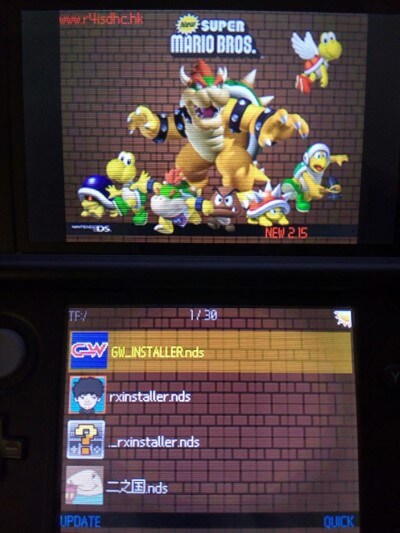 www.r4isdhc.hk
New SUPER
MARIO BROS.
NINTENDO DS
NEW 2.15
TF:/ 1/30
GW
GW_INSTALLER.nds
rxinstaller.nds
?
._rxinstaller.nds
二之国.nds
UPDATE QUICK